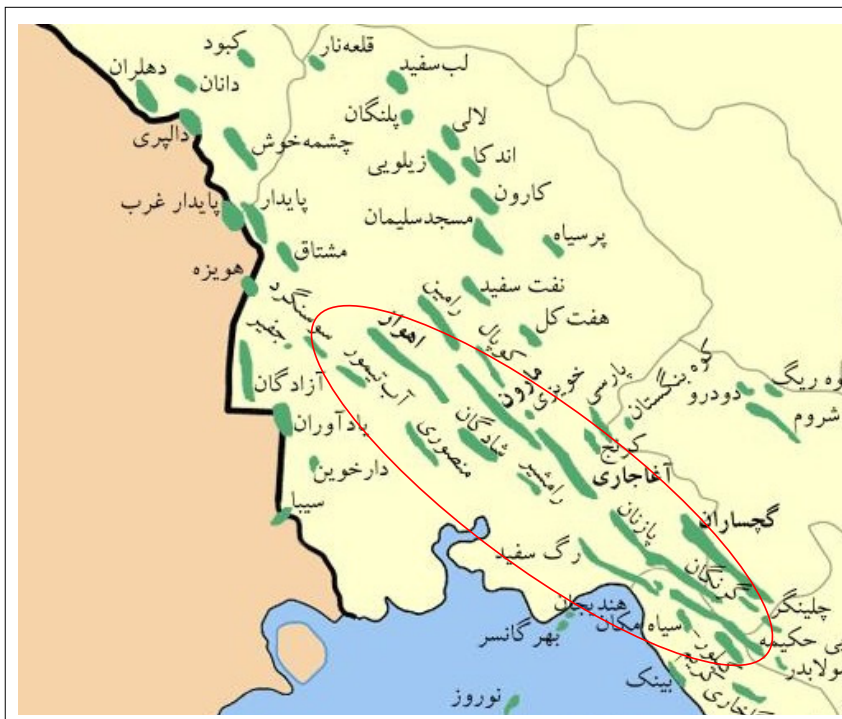 کبود
قلعه‌نار
لب‌سفید
دهلران
دانان
پلنگان
لالی
دالپری
چشمه‌خوش
زیلویی
اندکا
کارون
پایدار غرب
پایدار
مسجدسلیمان
پرسیاه
مشتاق
هویزه
نفت سفید
رامین
سوسنگرد
جفیر
اهواز
کوپال
هفت کل
مارون
خویزی
پارسی
کوه بنگستان
دودرو
شروم
آب‌تیمور
آزادگان
یادآوران
منصوری
شادگان
کرنج
رامشیر
آغاجاری
دارخوین
سیبا
پازنان
گچساران
رگ سفید
گرنگان
چلینگر
هندیجان
بهرگانسر
سیاه مکان
بینک
نوروز